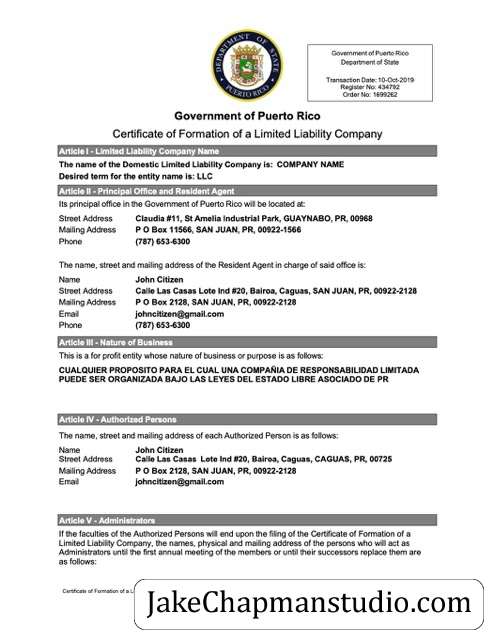 DEPARTMENT OF STATE
PUERTO RICO
Government of Puerto Rico
Department of State
Transaction Date: 10-Oct-2019
Register No: 434792
Order No: 1699262
Government of Puerto Rico
Certificate of Formation of a Limited Liability Company
Article I - Limited Liability Company Name
The name of the Domestic Limited Liability Company is: COMPANY NAME
Desired term for the entity name is: LLC
Article II - Principal Office and Resident Agent
Its principal office in the Government of Puerto Rico will be located at:
Street Address Claudia #11, St Amelia Industrial Park, GUAYNABO, PR, 00968
Mailing Address P O Box 11566, SAN JUAN, PR, 00922-1566
Phone (787) 653-6300
The name, street and mailing address of the Resident Agent in charge of said office is:
Name John Citizen
Street Address Calle Las Casas Lote Ind #20, Bairoa, Caguas, SAN JUAN, PR, 00922-2128
Mailing Address P O Box 2128, SAN JUAN, PR, 00922-2128
Email johncitizen@gmail.com
Phone (787) 653-6300
Article III - Nature of Business
This is a for profit entity whose nature of business or purpose is as follows:
CUALQUIER PROPOSITO PARA EL CUAL UNA COMPAÑIA DE RESPONSABILIDAD LIMITADA
PUEDE SER ORGANIZADA BAJO LAS LEYES DEL ESTADO LIBRE ASOCIADO DE PR
Article IV - Authorized Persons
The name, street and mailing address of each Authorized Person is as follows:
Name John Citizen
Street Address Calle Las Casas Lote Ind #20, Bairoa, Caguas, CAGUAS, PR, 00725
Mailing Address P O Box 2128, SAN JUAN, PR, 00922-2128
Email johncitizen@gmail.com
Article V - Administrators
If the faculties of the Authorized Persons will end upon the filing of the Certificate of Formation of a
Limited Liability Company, the names, physical and mailing address of the persons who will act as
Administrators until the first annual meeting of the members or until their successors replace them are
as follows:
Certificate of Formation of a L
JakeChapmanstudio.com